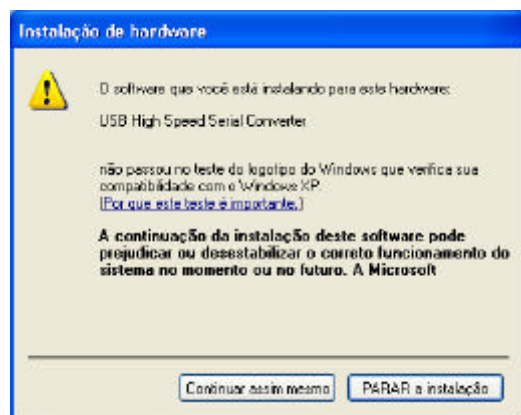 Instalação de hardware
O software que você está instalando para este hardware:
USB High Speed Serial Converter
não passou no teste do logotipo do Windows que verifica sua
compatibilidade com o Windows XP.
(Por que este teste é importante.)
A continuação da instalação deste software pode
prejudicar ou desestabilizar o correto funcionamento do
sistema no momento ou no futuro. A Microsoft
Continuar assim mesmo
PARAR a instalação